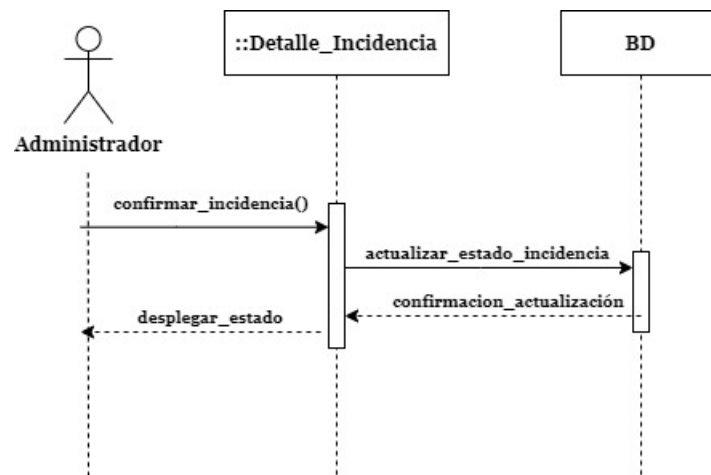 ::Detalle_Incidencia
BD
Administrador
confirmar_incidencia()
actualizar_estado_incidencia
confirmacion_actualización
desplegar_estado